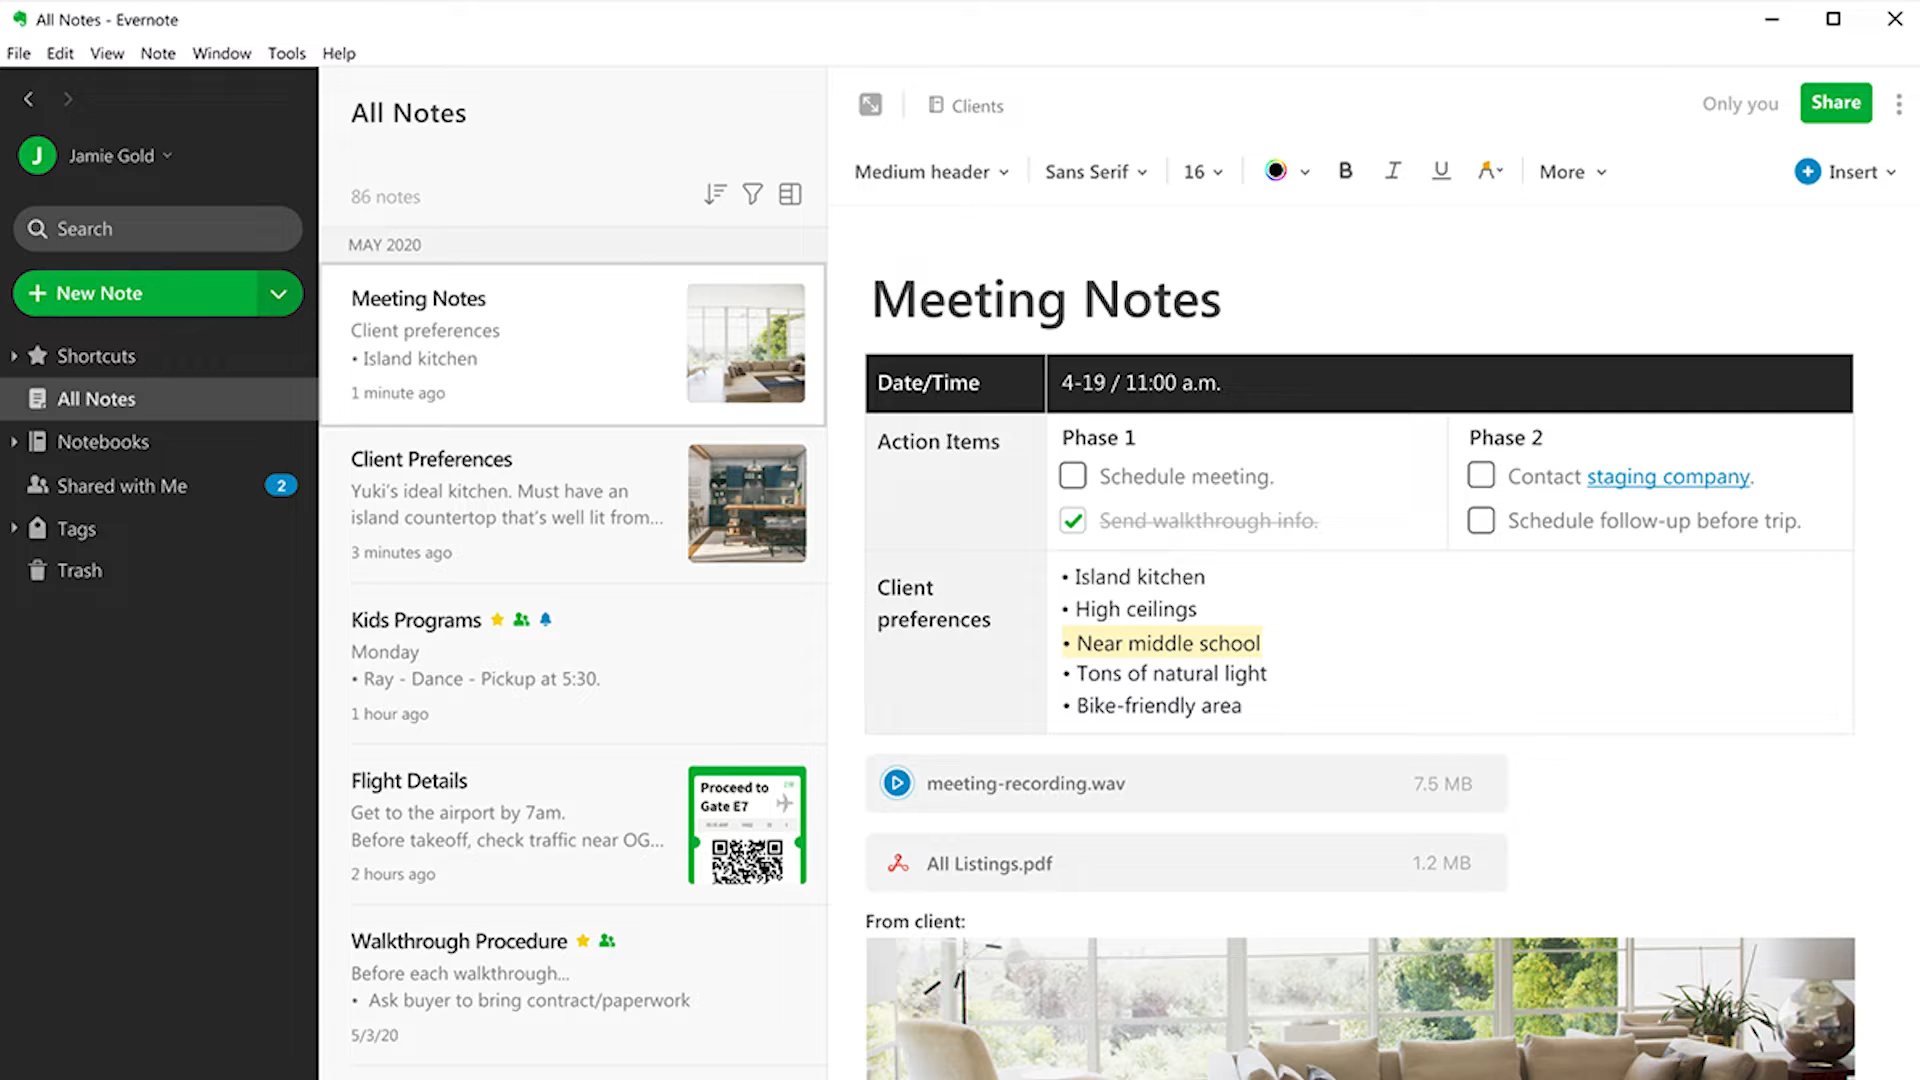 All Notes - Evernote
File Edit View Note Window Tools Help
J Jamie Gold
Search
New Note
Shortcuts
All Notes
Notebooks
Shared with Me 2
Tags
Trash
All Notes
86 notes
MAY 2020
Meeting Notes
Client preferences
• Island kitchen
1 minute ago
Client Preferences
Yuki's ideal kitchen. Must have an
island countertop that's well lit from...
3 minutes ago
Kids Programs
Monday
• Ray - Dance - Pickup at 5:30.
1 hour ago
Flight Details
Get to the airport by 7am.
Before takeoff, check traffic near OG...
2 hours ago
Proceed to
Gate E7
Walkthrough Procedure
Before each walkthrough...
• Ask buyer to bring contract/paperwork
5/3/20
Clients
Only you
Share
Medium header Sans Serif 16 B I U A More Insert
Meeting Notes
Date/Time 4-19 / 11:00 a.m.
Action Items
Phase 1
Schedule meeting.
Send walkthrough info.
Phase 2
Contact staging company.
Schedule follow-up before trip.
Client
preferences
• Island kitchen
• High ceilings
• Near middle school
• Tons of natural light
• Bike-friendly area
meeting-recording.wav 7.5 MB
All Listings.pdf 1.2 MB
From client: